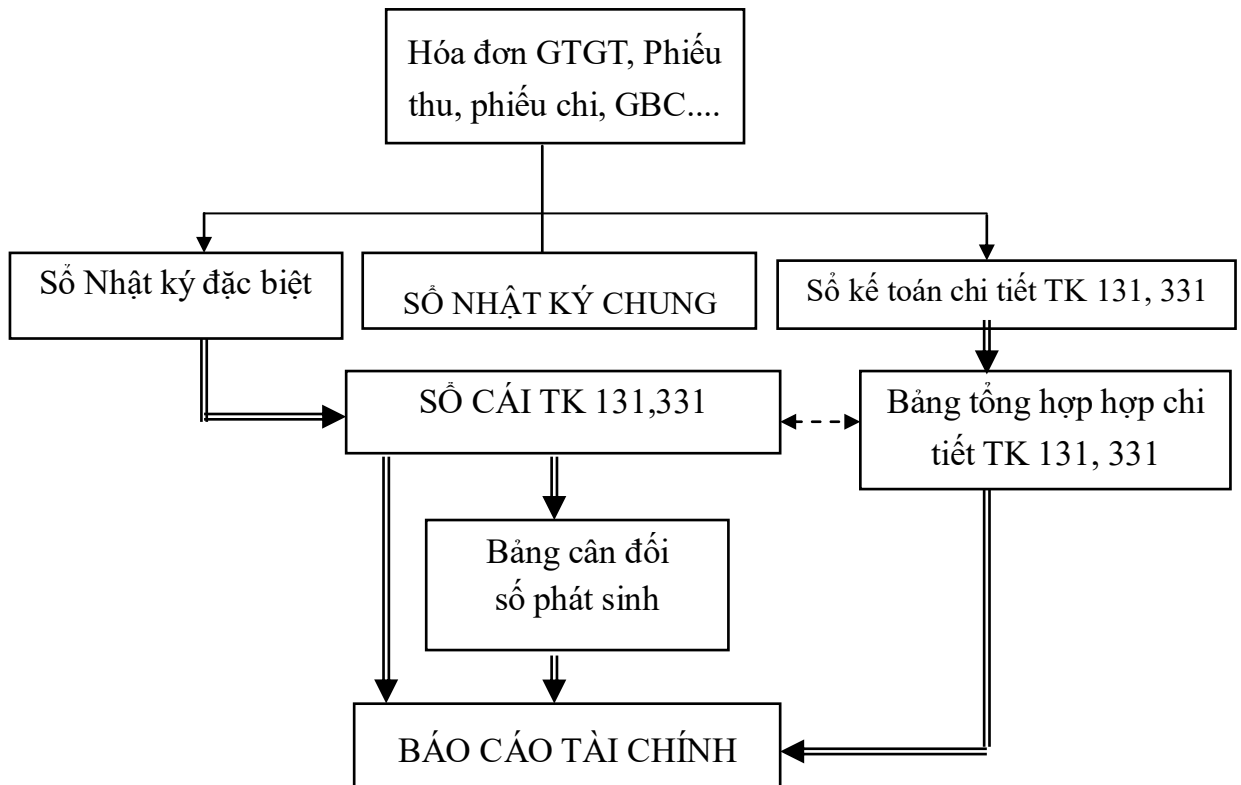 Hóa đơn GTGT, Phiếu
thu, phiếu chi, GBC....
Sổ Nhật ký đặc biệt
SỔ NHẬT KÝ CHUNG
Sổ kế toán chi tiết TK 131, 331
SỔ CÁI TK 131,331
Bảng tổng hợp hợp chi
tiết TK 131, 331
Bảng cân đối
số phát sinh
BÁO CÁO TÀI CHÍNH